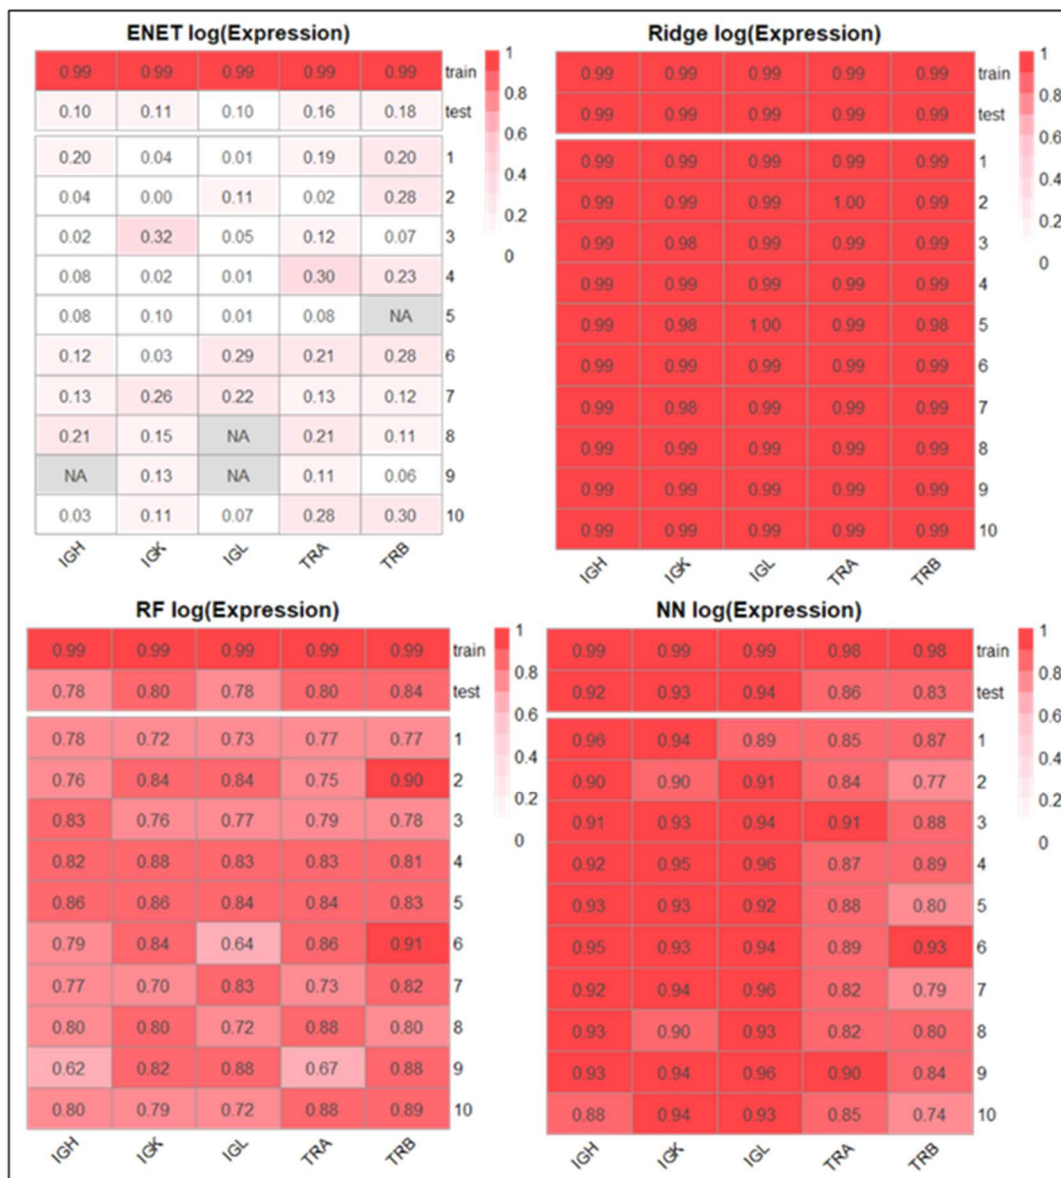 ENET log(Expression)
0.99 0.99 0.99 0.99 0.99 train
0.10 0.11 0.10 0.16 0.18 test
0.20 0.04 0.01 0.19 0.20 1
0.04 0.00 0.11 0.02 0.28 2
0.02 0.32 0.05 0.12 0.07 3
0.08 0.02 0.01 0.30 0.23 4
0.08 0.10 0.01 0.08 NA 5
0.12 0.03 0.29 0.21 0.28 6
0.13 0.26 0.22 0.13 0.12 7
0.21 0.15 NA 0.21 0.11 8
NA 0.13 NA 0.11 0.06 9
0.03 0.11 0.07 0.28 0.30 10
IGH IGK IGL TRA TRB
1
0.8
0.6
0.4
0.2
0
Ridge log(Expression)
0.99 0.99 0.99 0.99 0.99 train
0.99 0.99 0.99 0.99 0.99 test
0.99 0.99 0.99 0.99 0.99 1
0.99 0.99 0.99 1.00 0.99 2
0.99 0.98 0.99 0.99 0.99 3
0.99 0.99 0.99 0.99 0.99 4
0.99 0.98 1.00 0.99 0.98 5
0.99 0.99 0.99 0.99 0.99 6
0.99 0.98 0.99 0.99 0.99 7
0.99 0.99 0.99 0.99 0.99 8
0.99 0.99 0.99 0.99 0.99 9
0.99 0.99 0.99 0.99 0.99 10
IGH IGK IGL TRA TRB
1
0.8
0.6
0.4
0.2
0
RF log(Expression)
0.99 0.99 0.99 0.99 0.99 train
0.78 0.80 0.78 0.80 0.84 test
0.78 0.72 0.73 0.77 0.77 1
0.76 0.84 0.84 0.75 0.90 2
0.83 0.76 0.77 0.79 0.78 3
0.82 0.88 0.83 0.83 0.81 4
0.86 0.86 0.84 0.84 0.83 5
0.79 0.84 0.64 0.86 0.91 6
0.77 0.70 0.83 0.73 0.82 7
0.80 0.80 0.72 0.88 0.80 8
0.62 0.82 0.88 0.67 0.88 9
0.80 0.79 0.72 0.88 0.89 10
IGH IGK IGL TRA TRB
1
0.8
0.6
0.4
0.2
0
NN log(Expression)
0.99 0.99 0.99 0.98 0.98 train
0.92 0.93 0.94 0.86 0.83 test
0.96 0.94 0.89 0.85 0.87 1
0.90 0.90 0.91 0.84 0.77 2
0.91 0.93 0.94 0.91 0.88 3
0.92 0.95 0.96 0.87 0.89 4
0.93 0.93 0.92 0.88 0.80 5
0.95 0.93 0.94 0.89 0.93 6
0.92 0.94 0.96 0.82 0.79 7
0.93 0.90 0.93 0.82 0.80 8
0.93 0.94 0.96 0.90 0.84 9
0.88 0.94 0.93 0.85 0.74 10
IGH IGK IGL TRA TRB
1
0.8
0.6
0.4
0.2
0